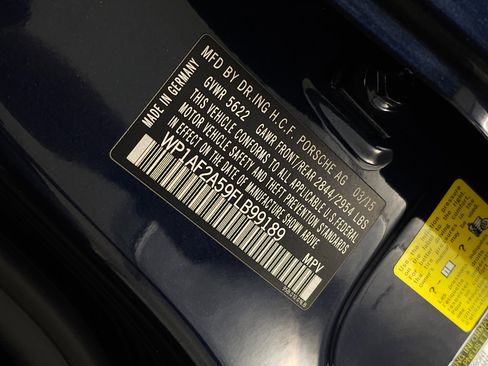 MFD BY DR.ING H.C.F. PORSCHE AG 03/15
MADE IN GERMANY
GVWR 5622 GAWR FRONT/REAR 2844/2954 LBS
THIS VEHICLE CONFORMS TO ALL APPLICABLE U.S. FEDERAL
MOTOR VEHICLE SAFETY AND THEFT PREVENTION STANDARDS
IN EFFECT ON THE DATE OF MANUFACTURE SHOWN ABOVE
WP1AF2A59FLB99189 MPV